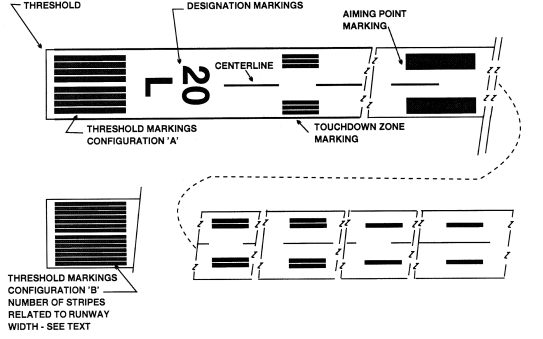 THRESHOLD
DESIGNATION MARKINGS
AIMING POINT
MARKING
20
L
CENTERLINE
THRESHOLD MARKINGS
CONFIGURATION 'A'
TOUCHDOWN ZONE
MARKING
THRESHOLD MARKINGS
CONFIGURATION 'B'
NUMBER OF STRIPES
RELATED TO RUNWAY
WIDTH - SEE TEXT